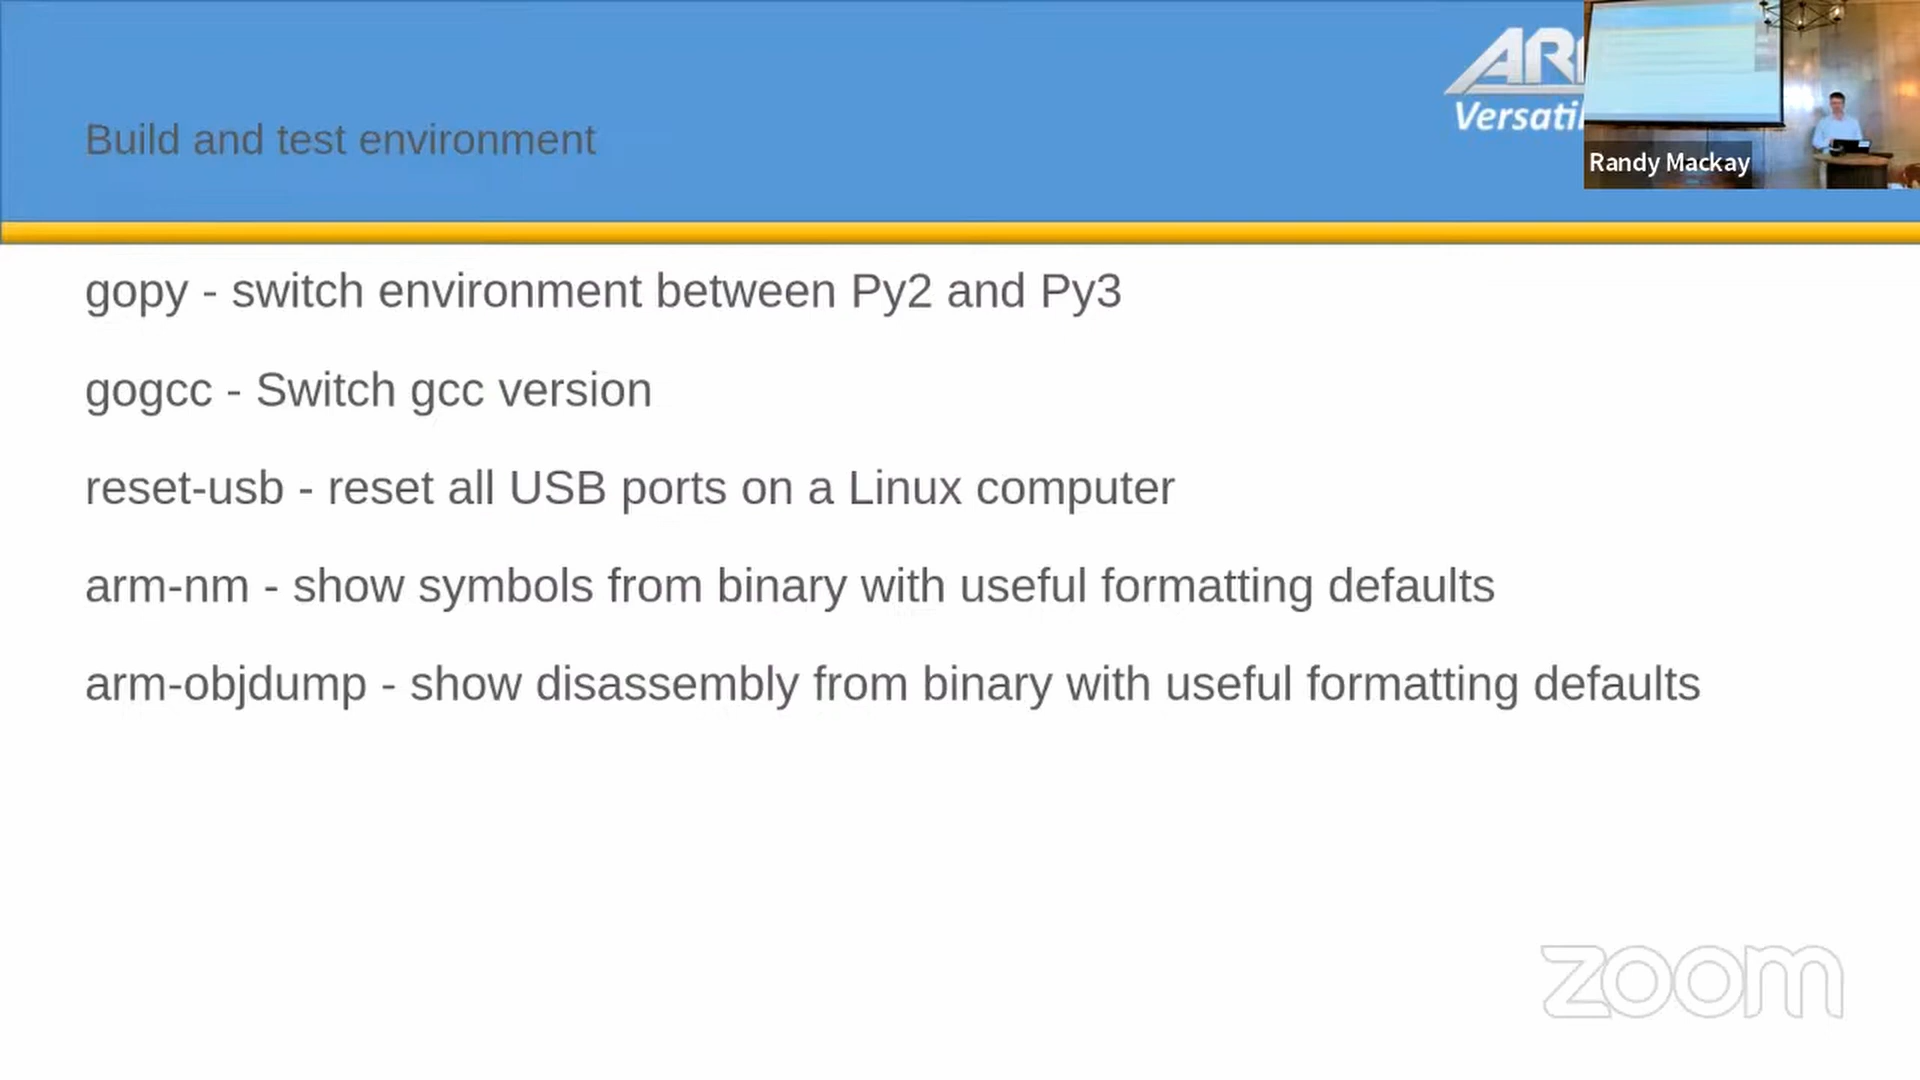 Build and test environment
Randy Mackay
gopy - switch environment between Py2 and Py3
gogcc - Switch gcc version
reset-usb - reset all USB ports on a Linux computer
arm-nm - show symbols from binary with useful formatting defaults
arm-objdump - show disassembly from binary with useful formatting defaults
zoom